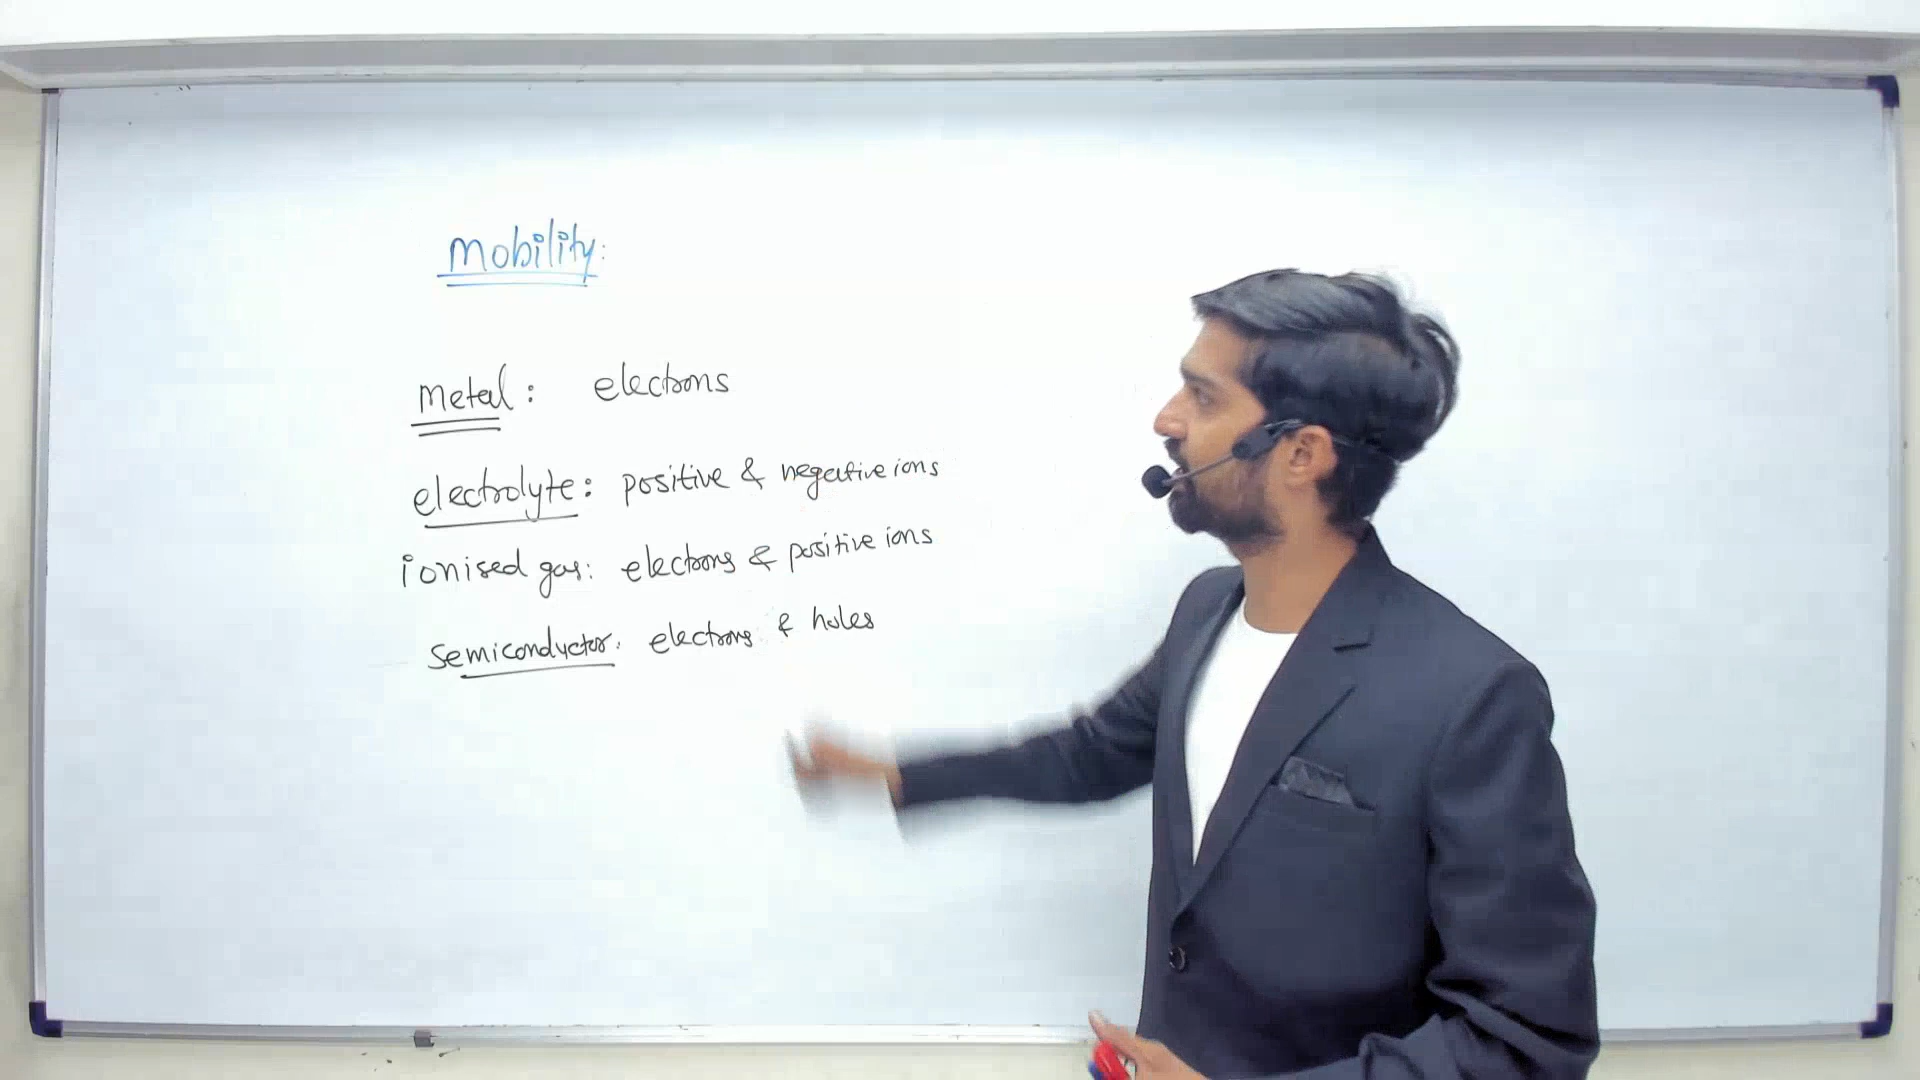 Mobility:
Metal: electrons
electrolyte: positive & negative ions
ionised gas: electrons & positive ions
Semiconductor: electrons & holes